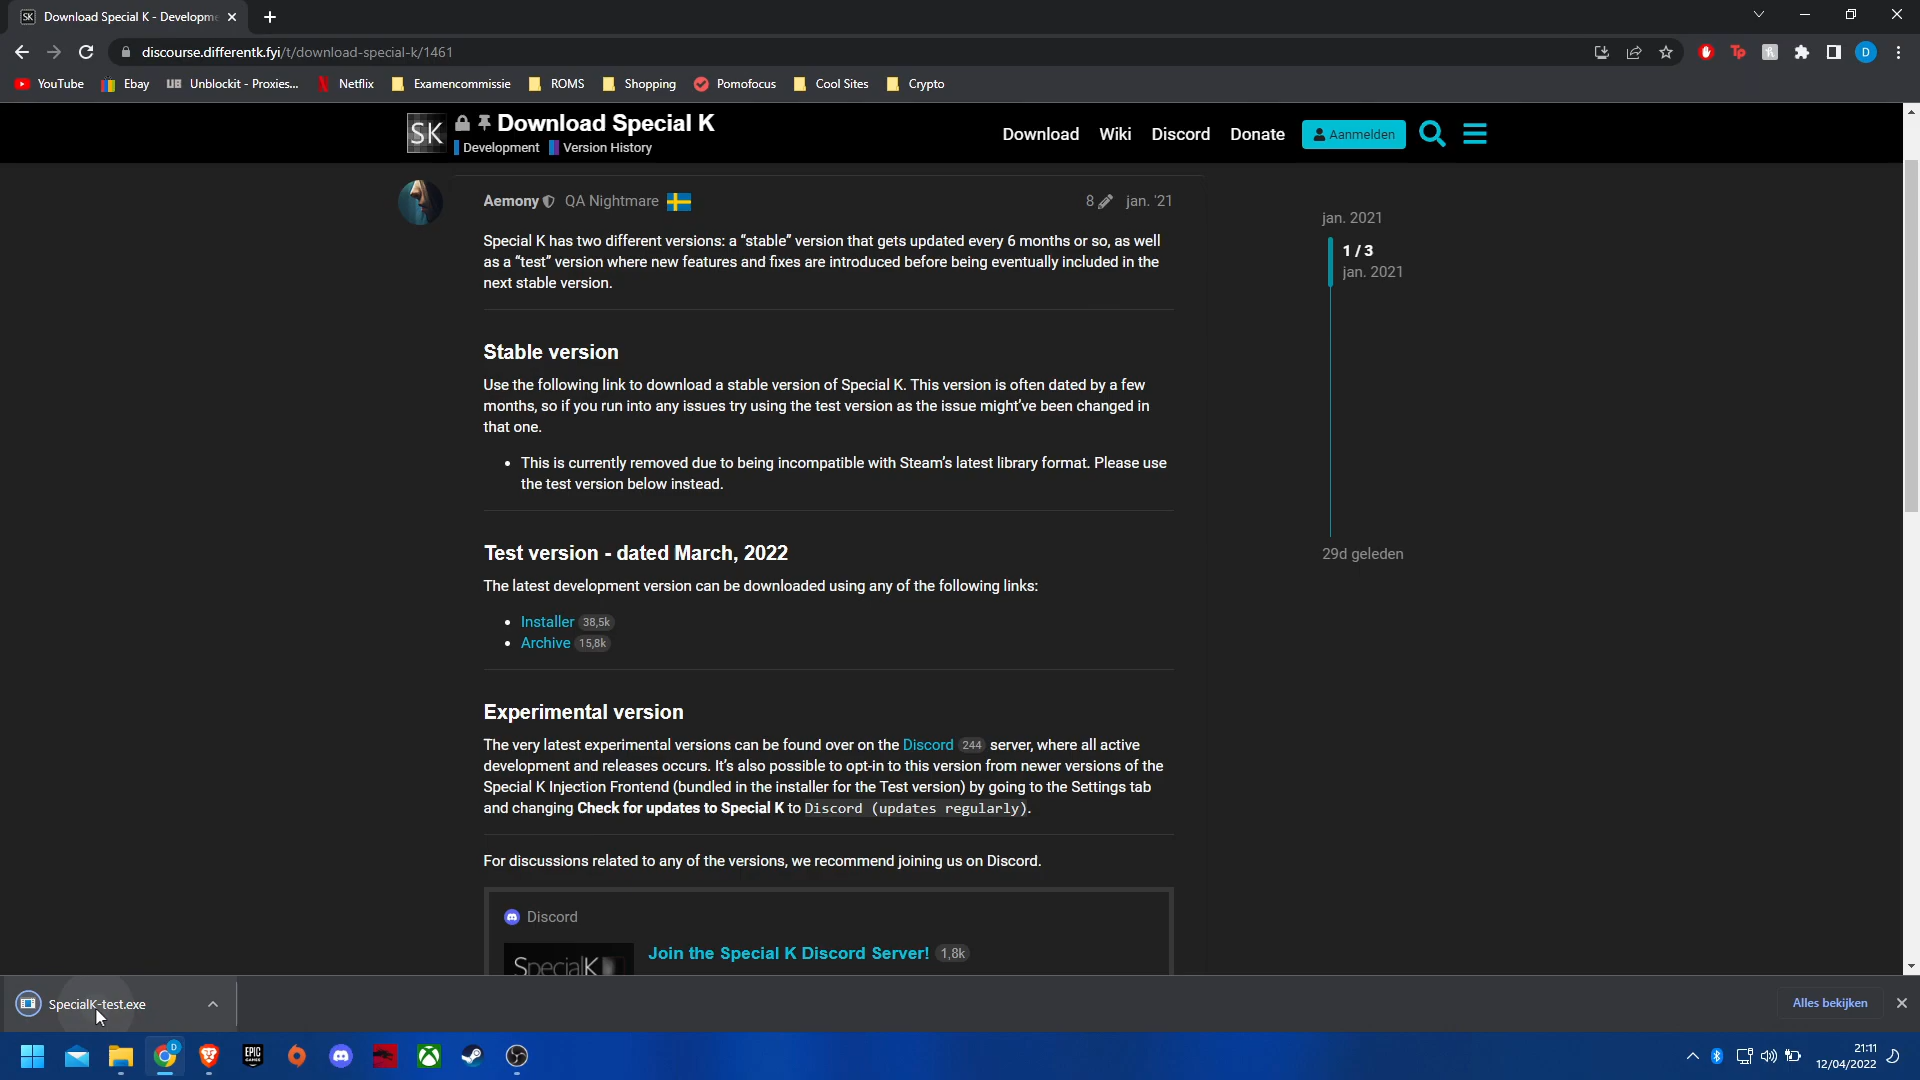 SK Download Special K - Developme
discourse.differentk.fyi/t/download-special-k/1461
D
YouTube
Ebay
UB Unblockit - Proxies...
Netflix
Examencommissie
ROMS
Shopping
Pomofocus
Cool Sites
Crypto
SK
Download Special K
Development
Version History
Download
Wiki
Discord
Donate
Aanmelden
Aemony QA Nightmare
8
jan. '21
Special K has two different versions: a “stable” version that gets updated every 6 months or so, as well
as a “test” version where new features and fixes are introduced before being eventually included in the
next stable version.
jan. 2021
1 / 3
jan. 2021
29d geleden
Stable version
Use the following link to download a stable version of Special K. This version is often dated by a few
months, so if you run into any issues try using the test version as the issue might’ve been changed in
that one.
• This is currently removed due to being incompatible with Steam’s latest library format. Please use
the test version below instead.
Test version - dated March, 2022
The latest development version can be downloaded using any of the following links:
• Installer 38,5k
• Archive 15,8k
Experimental version
The very latest experimental versions can be found over on the Discord 244 server, where all active
development and releases occurs. It’s also possible to opt-in to this version from newer versions of the
Special K Injection Frontend (bundled in the installer for the Test version) by going to the Settings tab
and changing Check for updates to Special K to Discord (updates regularly).
For discussions related to any of the versions, we recommend joining us on Discord.
Discord
SpecialK
Join the Special K Discord Server! 1,8k
SpecialK-test.exe
Alles bekijken
D
EPIC
GAMES
21:11
12/04/2022